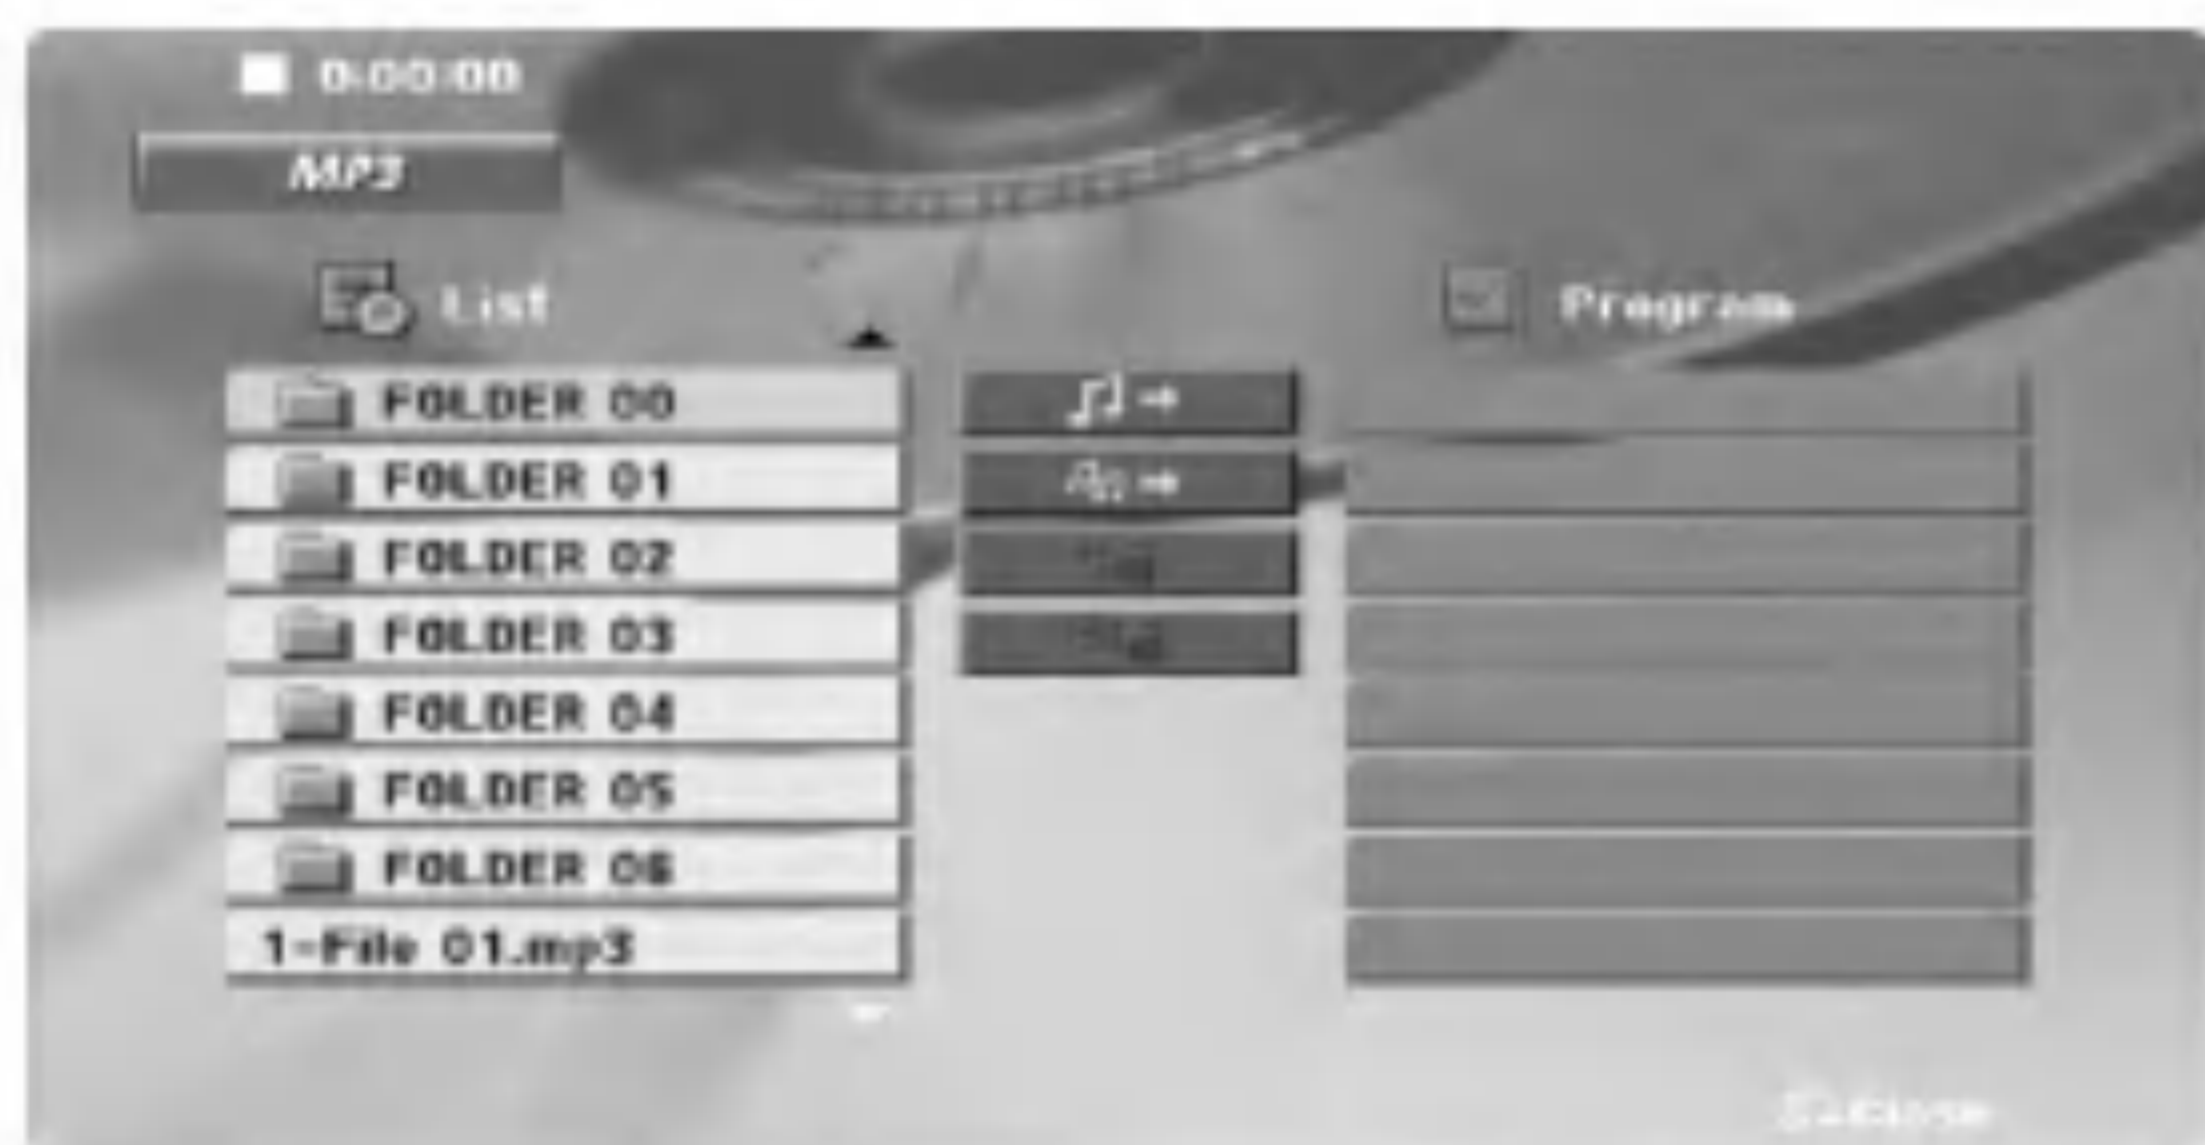 0:00:00
MP3
List
Program
FOLDER 00
FOLDER 01
FOLDER 02
FOLDER 03
FOLDER 04
FOLDER 05
FOLDER 06
1-File 01.mp3